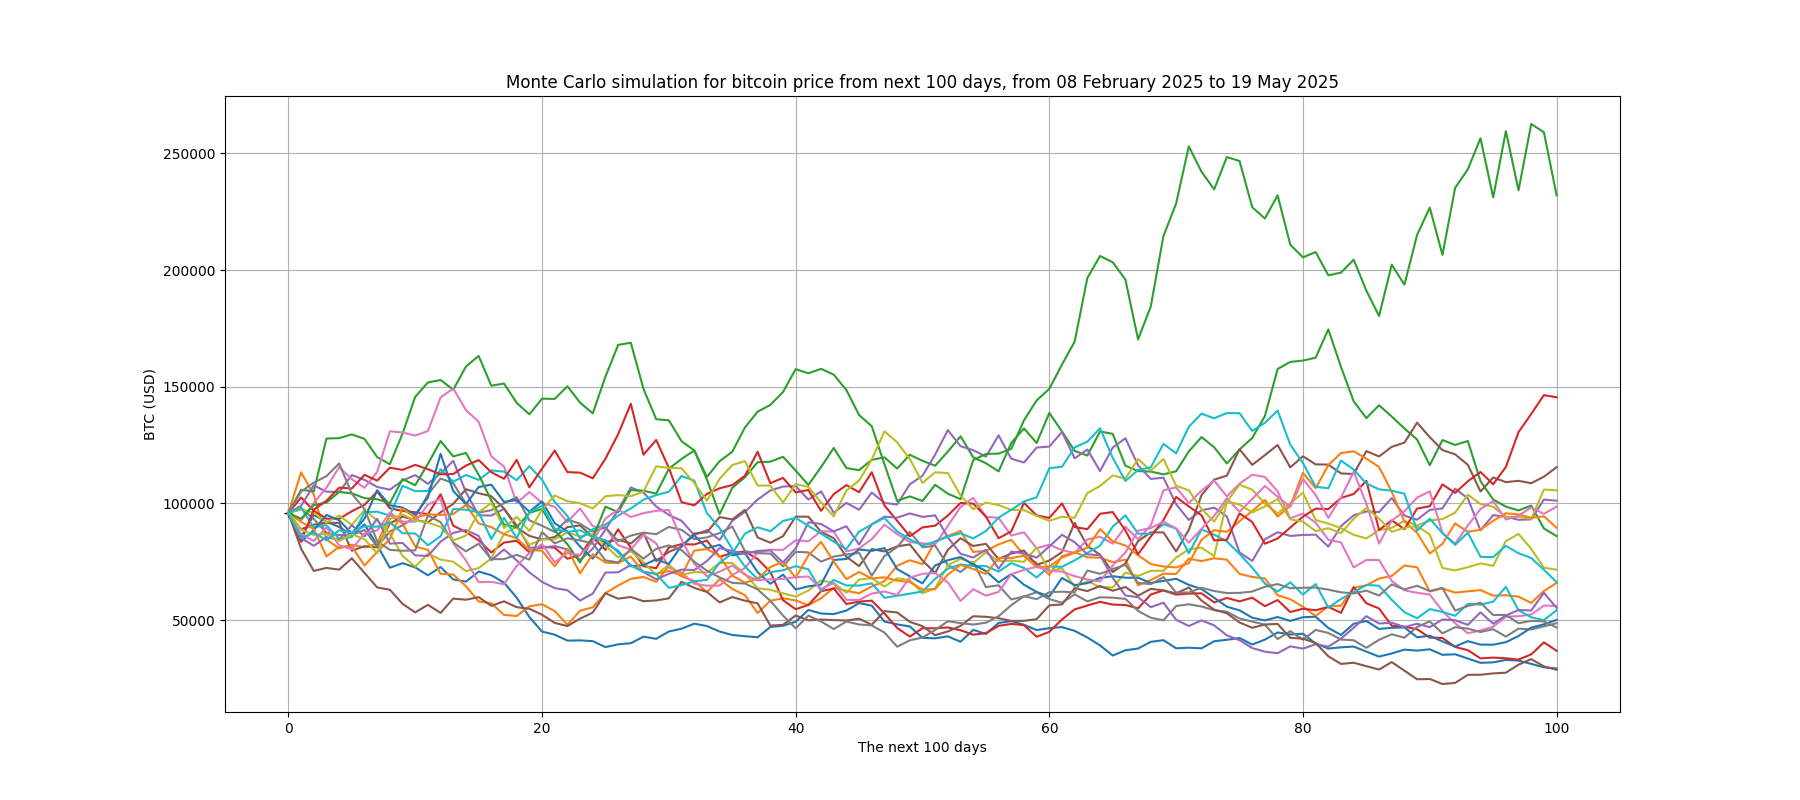 Monte Carlo simulation for bitcoin price from next 100 days, from 08 February 2025 to 19 May 2025
250000
200000
150000
100000
50000
BTC (USD)
0 20 40 60 80 100
The next 100 days